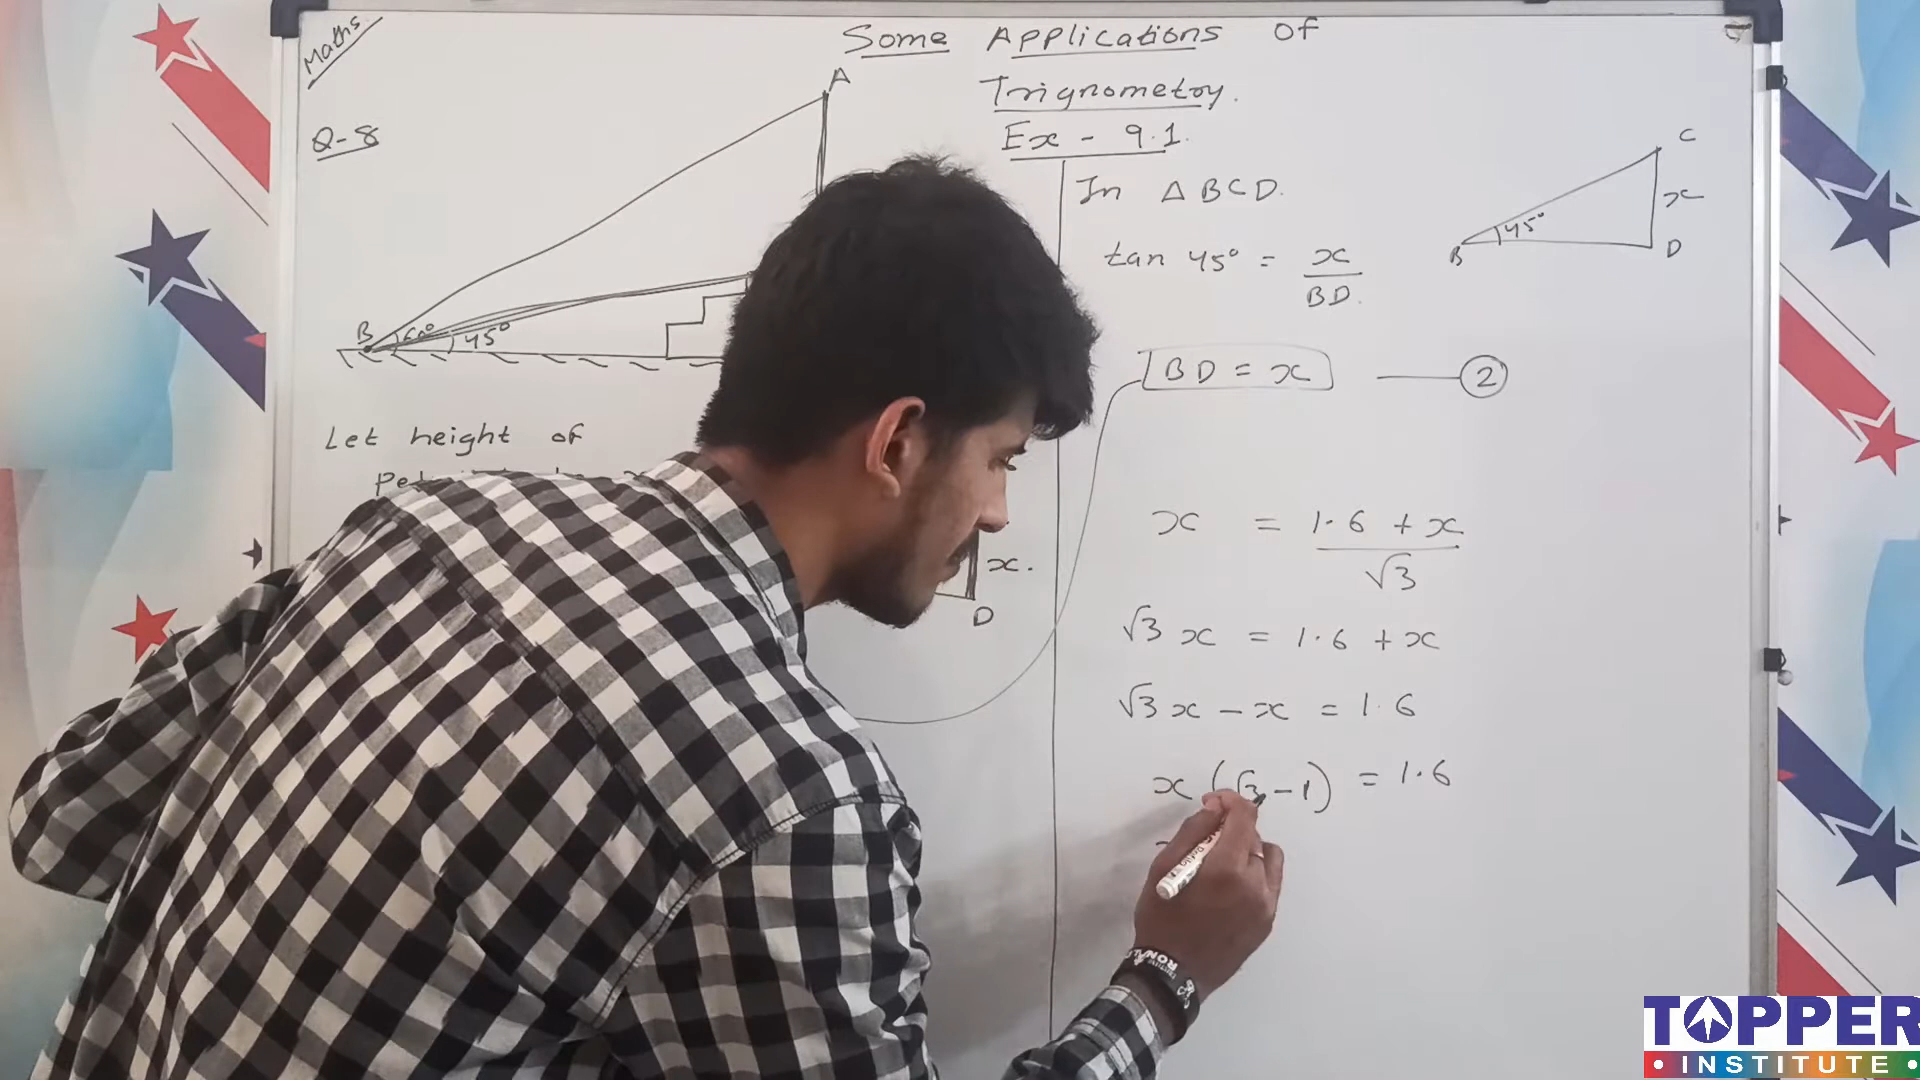 Maths
Some Applications Of
Trignometry.
Ex - 9.1.
Q-8
A
B 60° 45°
Let height of
x.
D
In △ BCD.
tan 45° = x / BD.
C
x
45°
B
D
BD = x — 2
x = 1.6 + x / √3
√3 x = 1.6 + x
√3 x - x = 1.6
x (√3 - 1) = 1.6
TOPPER
INSTITUTE